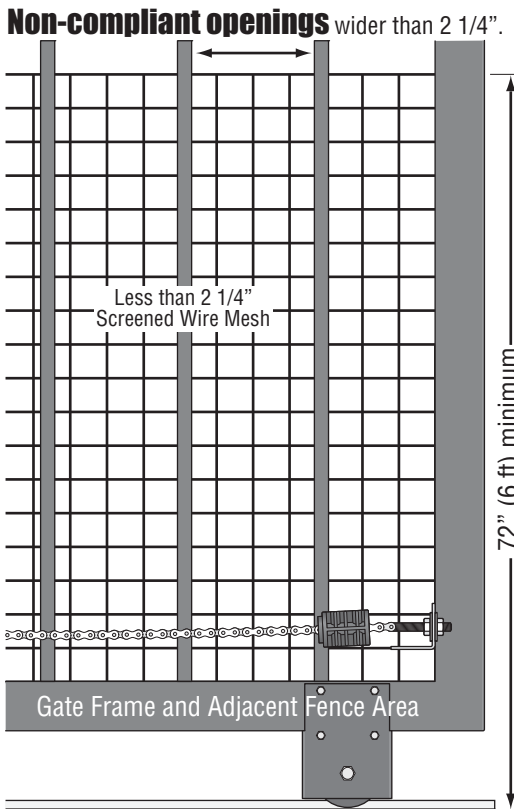 Non-compliant openings wider than 2 1/4”.
Less than 2 1/4”
Screened Wire Mesh
72” (6 ft) minimum
Gate Frame and Adjacent Fence Area